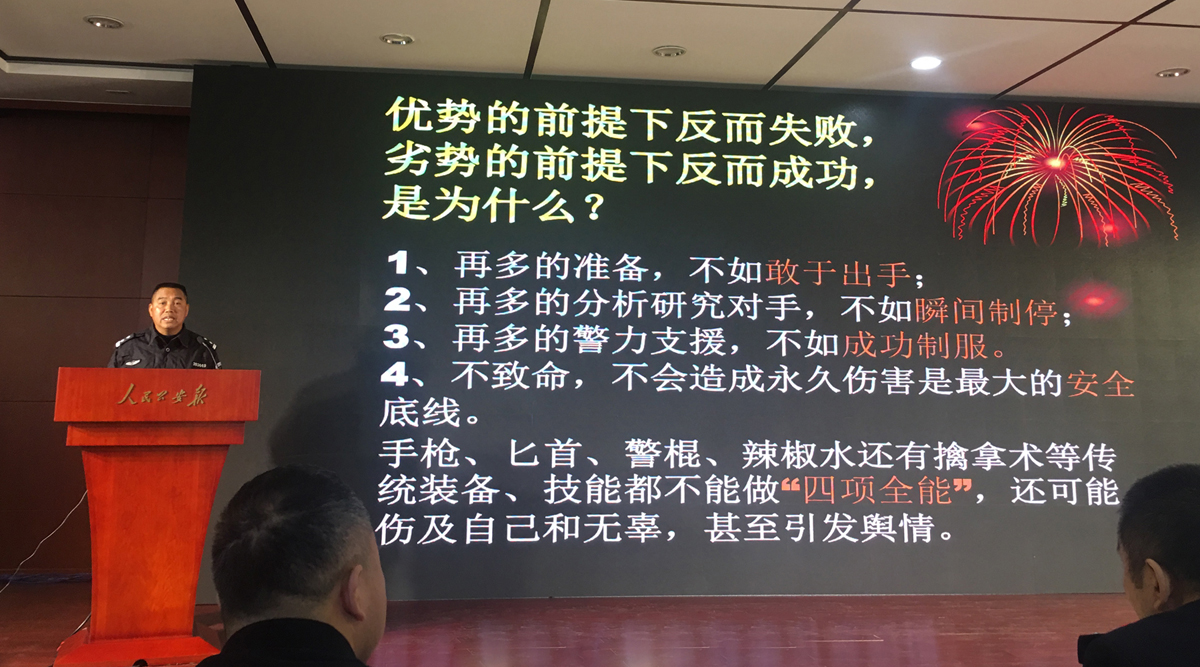 优势的前提下反而失败，
劣势的前提下反而成功，
是为什么？
1、再多的准备，不如敢于出手；
2、再多的分析研究对手，不如瞬间制停；
3、再多的警力支援，不如成功制服。
4、不致命，不会造成永久伤害是最大的安全
底线。
手枪、匕首、警棍、辣椒水还有擒拿术等传
统装备、技能都不能做“四项全能”，还可能
伤及自己和无辜，甚至引发舆情。
人民公安报